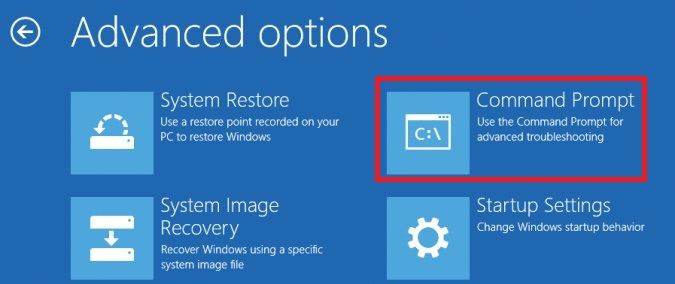 Advanced options
System Restore
Use a restore point recorded on your
PC to restore Windows
Command Prompt
Use the Command Prompt for
advanced troubleshooting
C:\
System Image
Recovery
Recover Windows using a specific
system image file
Startup Settings
Change Windows startup behavior